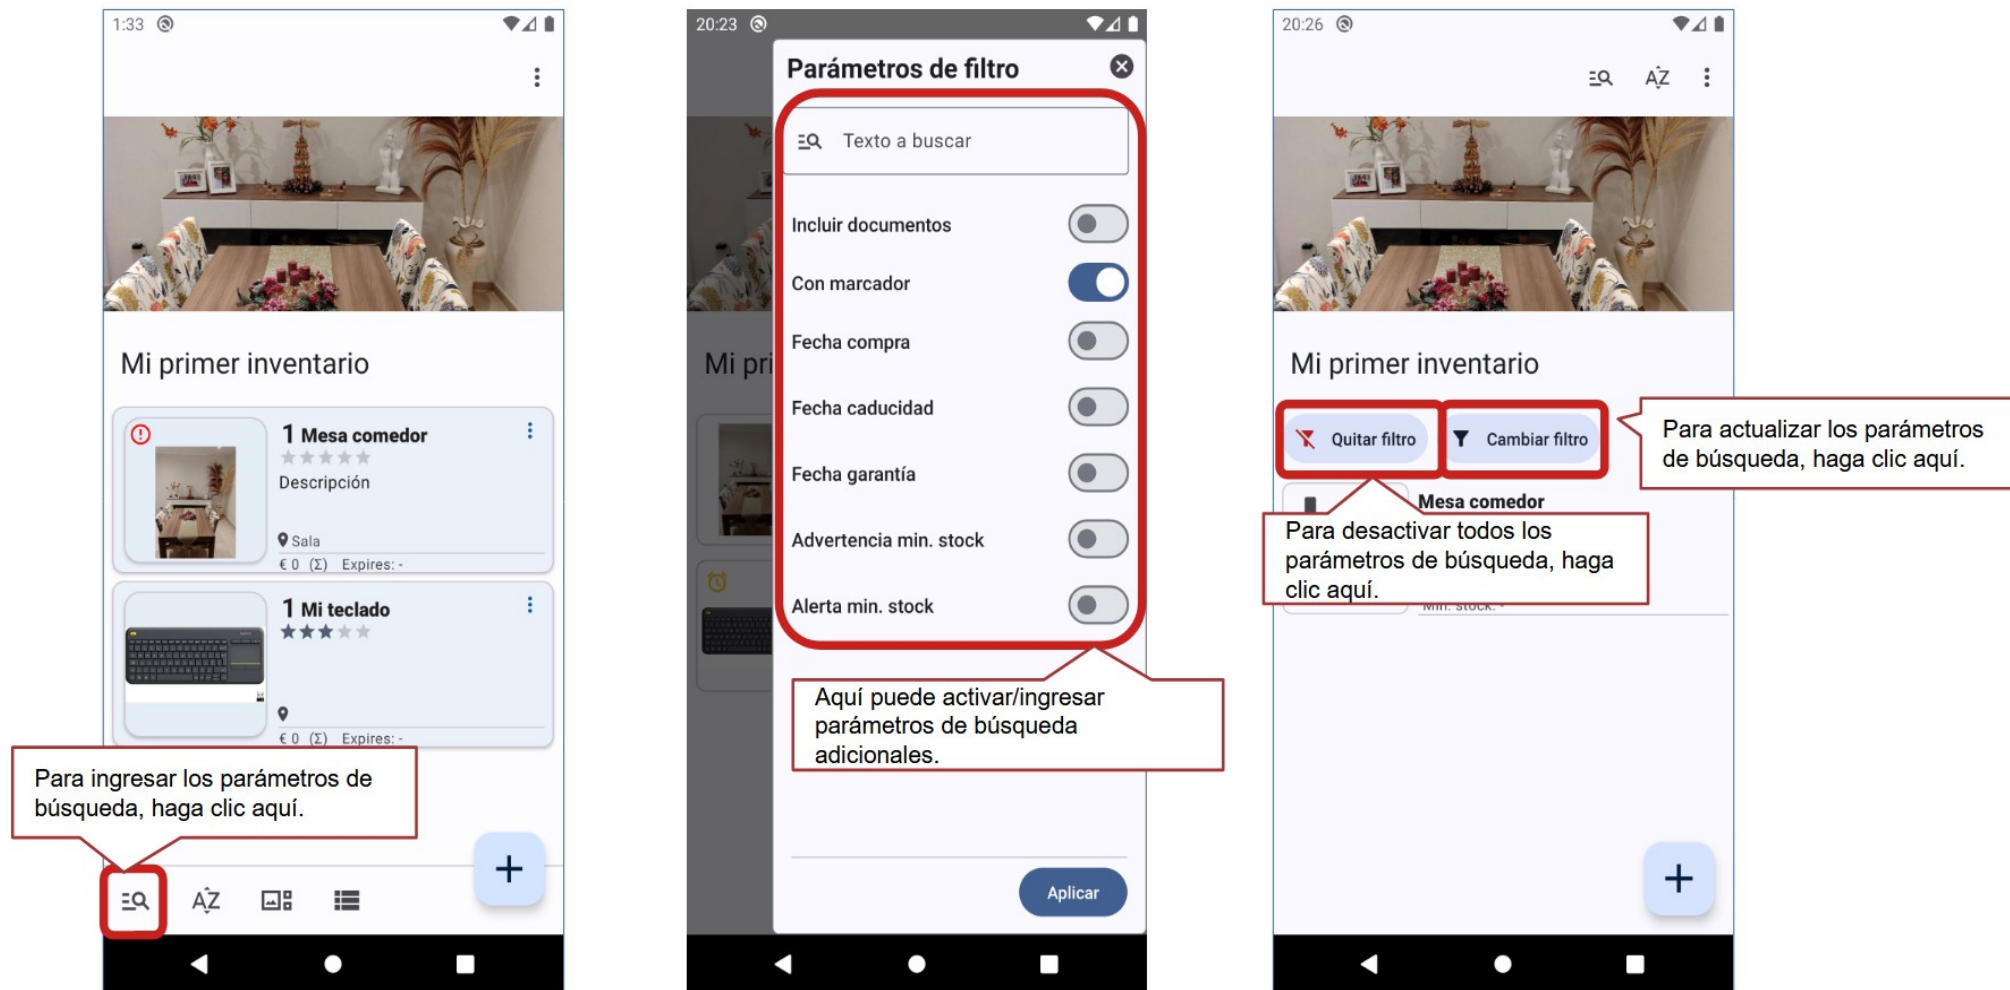 1:33
Mi primer inventario
1 Mesa comedor
Descripción
Sala
€ 0 (Σ) Expires: -
1 Mi teclado
€ 0 (Σ) Expires: -
Para ingresar los parámetros de
búsqueda, haga clic aquí.
AZ
20:23
Parámetros de filtro
Texto a buscar
Incluir documentos
Con marcador
Fecha compra
Mi pri
Fecha caducidad
Fecha garantía
Advertencia min. stock
Alerta min. stock
Aquí puede activar/ingresar
parámetros de búsqueda
adicionales.
Aplicar
20:26
AZ
Mi primer inventario
Quitar filtro
Cambiar filtro
Para actualizar los parámetros
de búsqueda, haga clic aquí.
Mesa comedor
Para desactivar todos los
parámetros de búsqueda, haga
clic aquí.
Min. stock: -